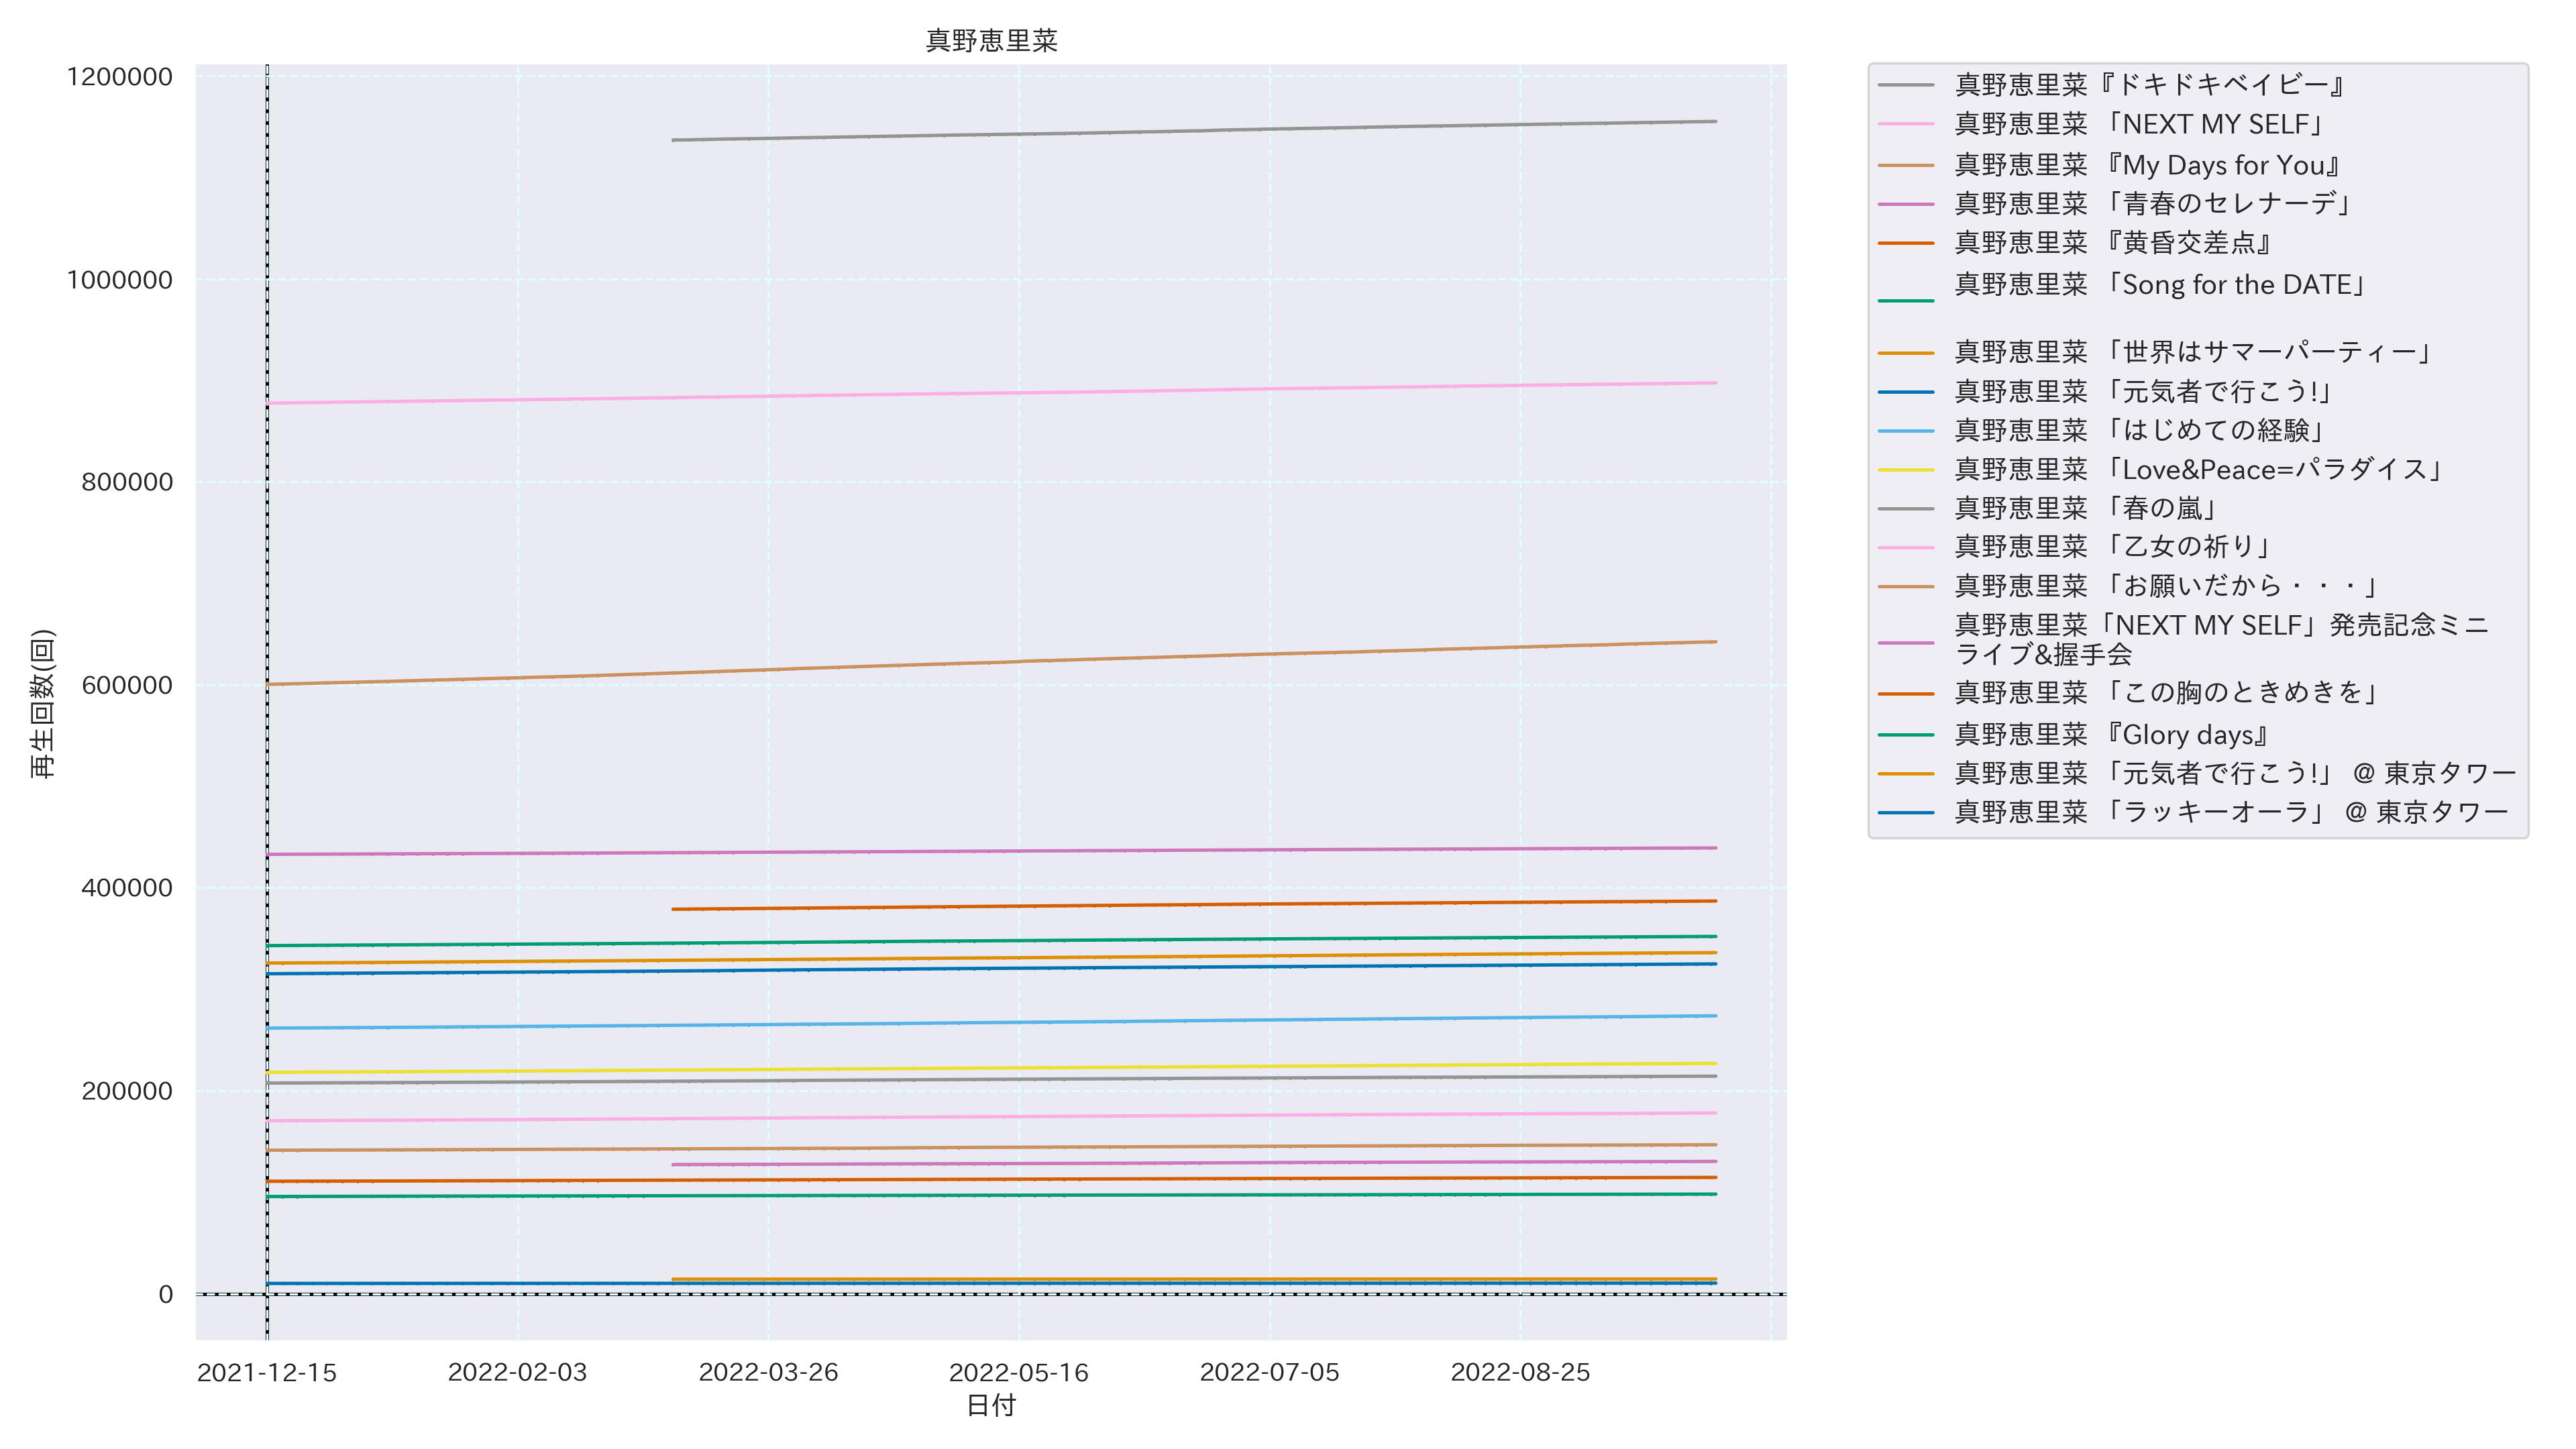 真野恵里菜
1200000
1000000
800000
600000
400000
200000
0
再生回数(回)
2021-12-15
2022-02-03
2022-03-26
2022-05-16
2022-07-05
2022-08-25
日付
真野恵里菜『ドキドキベイビー』
真野恵里菜 「NEXT MY SELF」
真野恵里菜 『My Days for You』
真野恵里菜 「青春のセレナーデ」
真野恵里菜 『黄昏交差点』
真野恵里菜 「Song for the DATE」
真野恵里菜 「世界はサマーパーティー」
真野恵里菜 「元気者で行こう!」
真野恵里菜 「はじめての経験」
真野恵里菜 「Love&Peace=パラダイス」
真野恵里菜 「春の嵐」
真野恵里菜 「乙女の祈り」
真野恵里菜 「お願いだから・・・」
真野恵里菜「NEXT MY SELF」発売記念ミニ
ライブ&握手会
真野恵里菜 「この胸のときめきを」
真野恵里菜 『Glory days』
真野恵里菜 「元気者で行こう!」 @ 東京タワー
真野恵里菜 「ラッキーオーラ」 @ 東京タワー